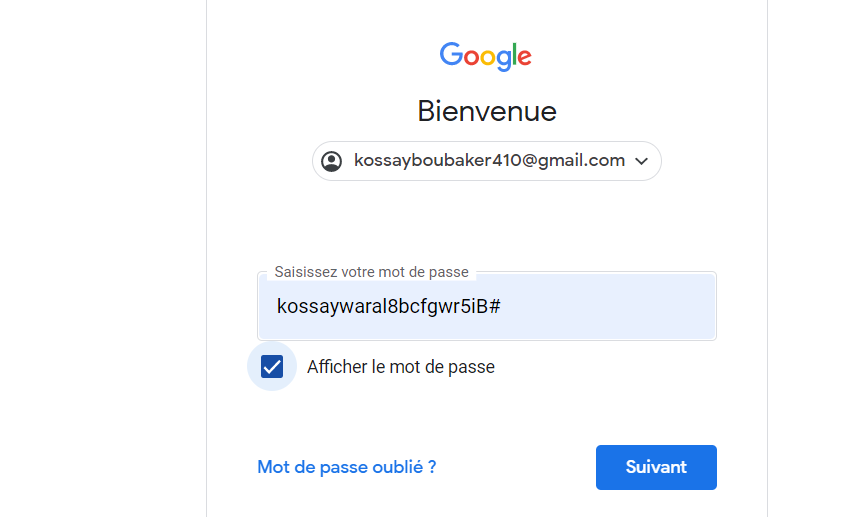 Google
Bienvenue
kossayboubaker410@gmail.com
Saisissez votre mot de passe
kossaywaral8bcfgwr5iB#
Afficher le mot de passe
Mot de passe oublié ?
Suivant